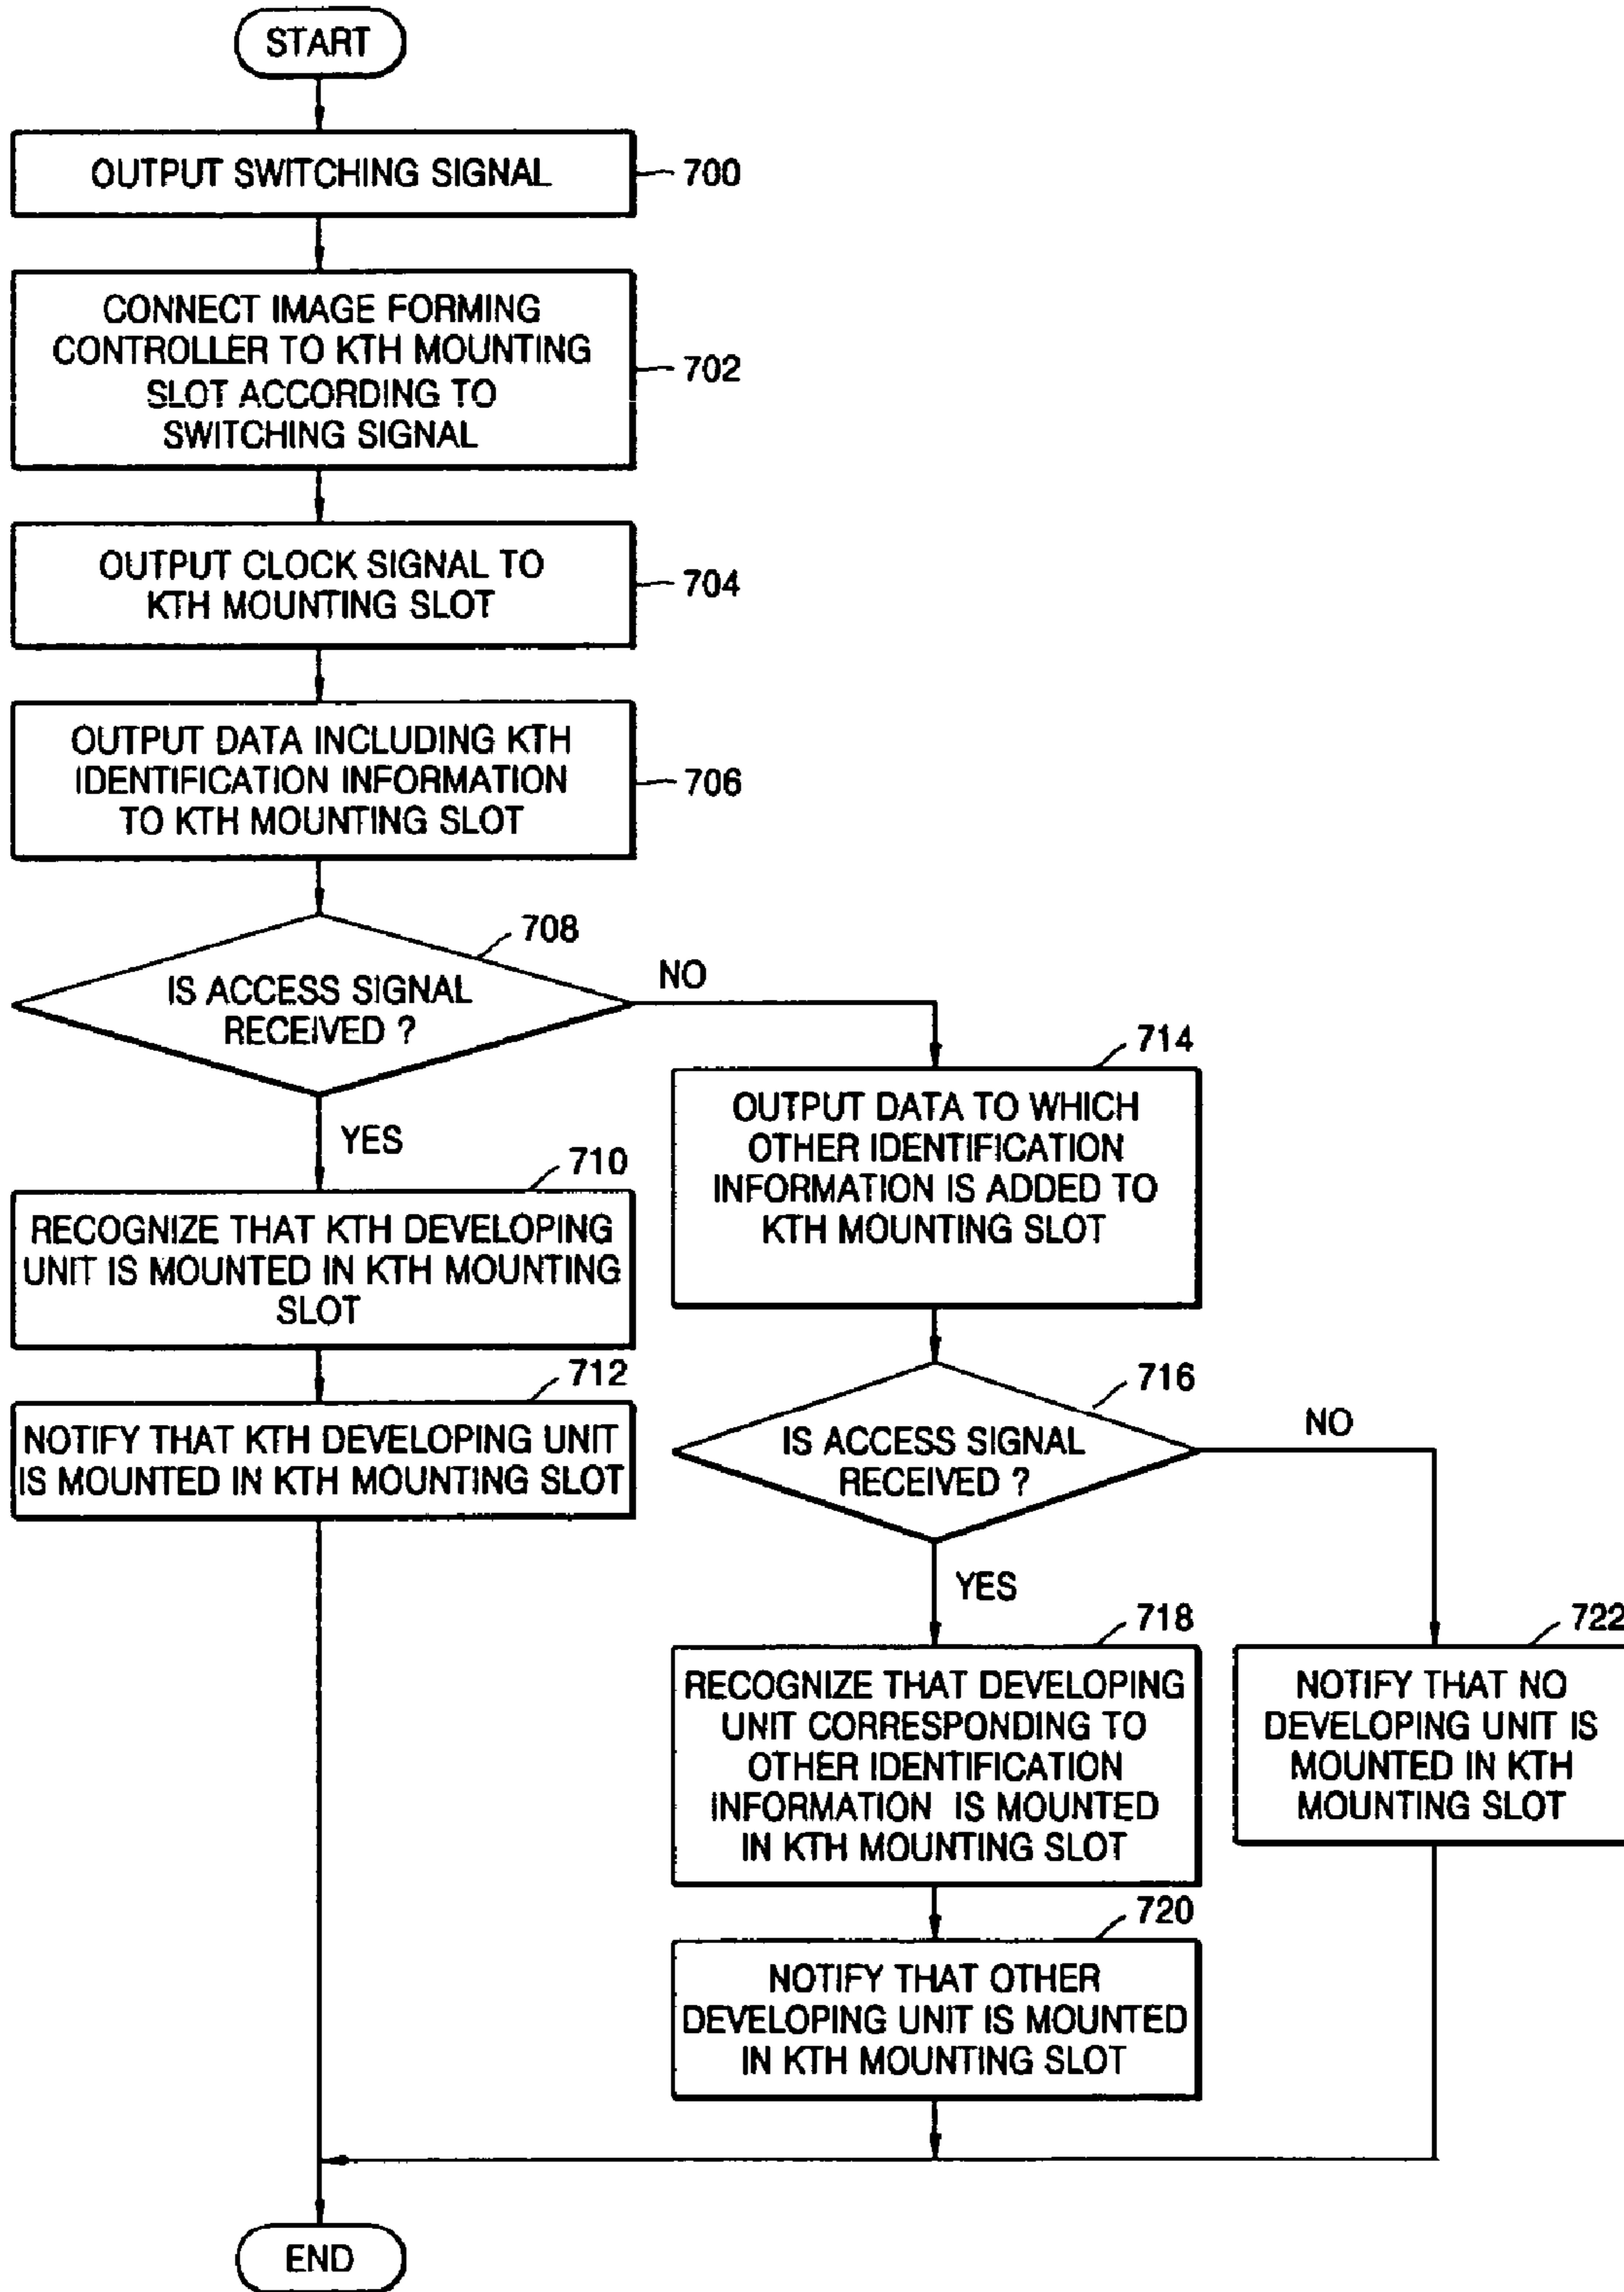 START
OUTPUT SWITCHING SIGNAL
700
CONNECT IMAGE FORMING
CONTROLLER TO KTH MOUNTING
SLOT ACCORDING TO
SWITCHING SIGNAL
702
OUTPUT CLOCK SIGNAL TO
KTH MOUNTING SLOT
704
OUTPUT DATA INCLUDING KTH
IDENTIFICATION INFORMATION
TO KTH MOUNTING SLOT
706
708
IS ACCESS SIGNAL
RECEIVED ?
NO
YES
710
RECOGNIZE THAT KTH DEVELOPING
UNIT IS MOUNTED IN KTH MOUNTING
SLOT
712
NOTIFY THAT KTH DEVELOPING UNIT
IS MOUNTED IN KTH MOUNTING SLOT
714
OUTPUT DATA TO WHICH
OTHER IDENTIFICATION
INFORMATION IS ADDED TO
KTH MOUNTING SLOT
716
IS ACCESS SIGNAL
RECEIVED ?
NO
YES
718
RECOGNIZE THAT DEVELOPING
UNIT CORRESPONDING TO
OTHER IDENTIFICATION
INFORMATION IS MOUNTED
IN KTH MOUNTING SLOT
720
NOTIFY THAT OTHER
DEVELOPING UNIT IS MOUNTED
IN KTH MOUNTING SLOT
722
NOTIFY THAT NO
DEVELOPING UNIT IS
MOUNTED IN KTH
MOUNTING SLOT
END